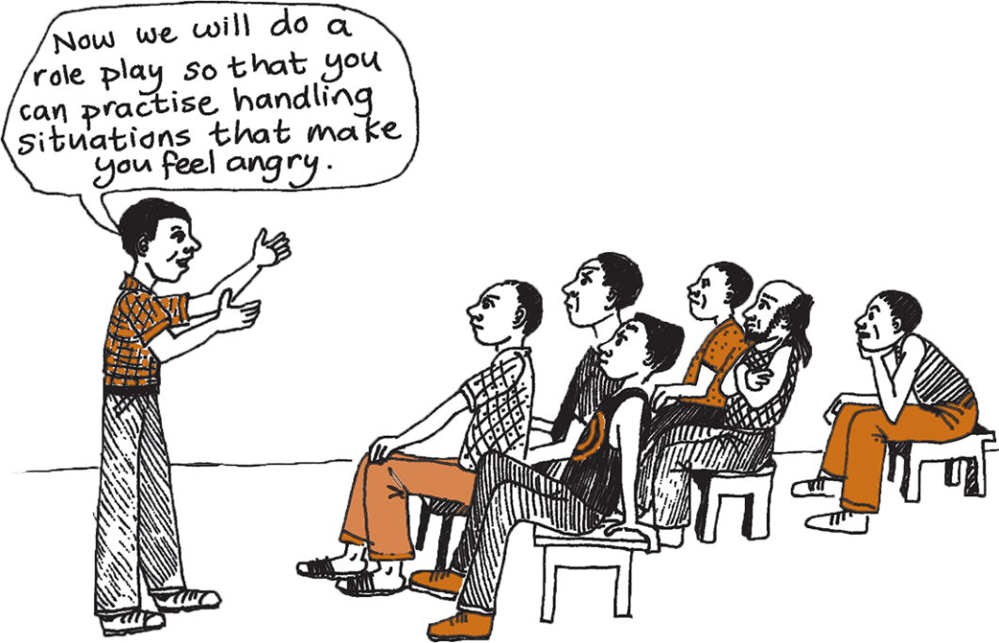 Now we will do a
role play so that you
can practise handling
situations that make
you feel angry.